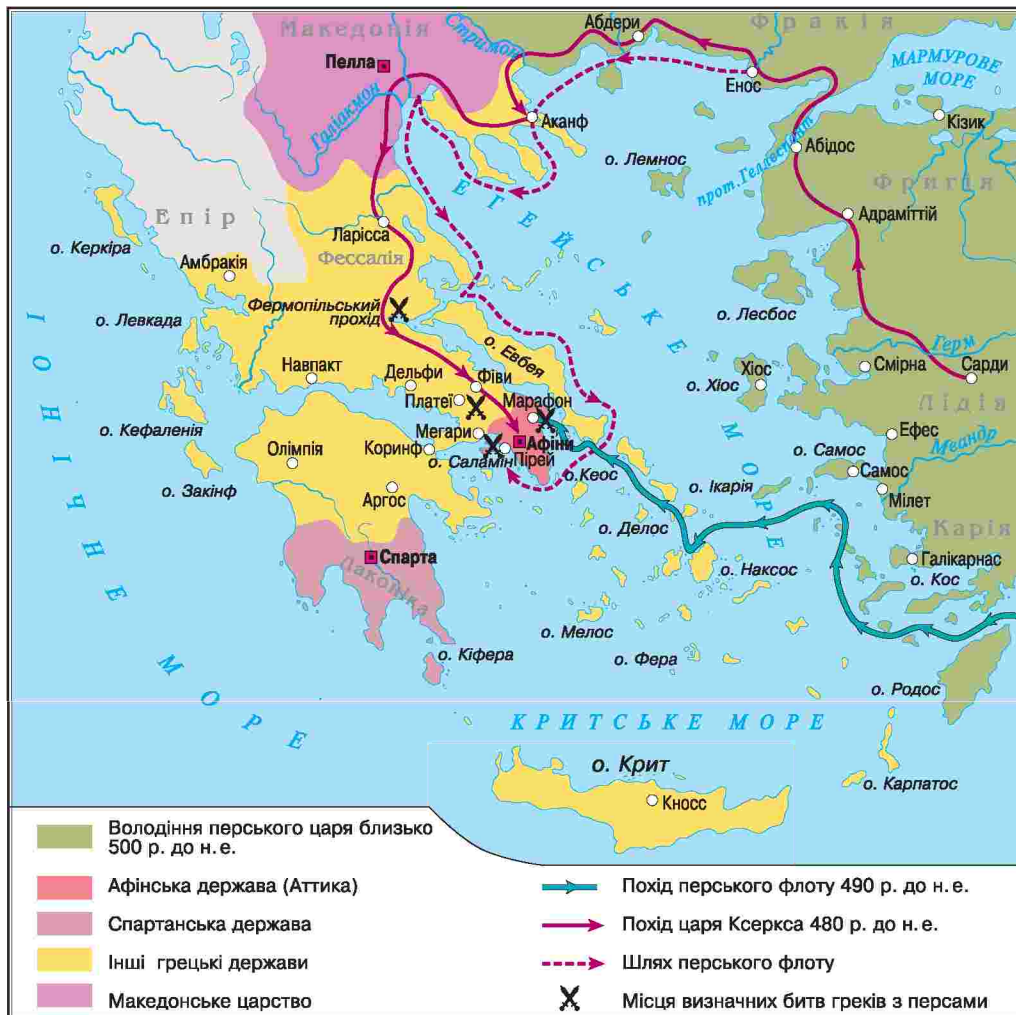 Македонія
Пелла
Стримон
Абдери
Фракія
МАРМУРОВЕ
МОРЕ
Енос
Кізик
Галіакмон
Аканф
о. Лемнос
прот. Геллеспонт
Абідос
Фригія
Адраміттій
Епір
о. Керкіра
Ларісса
Фессалія
Амбракія
ЕГЕЙСЬКЕ МОРЕ
Фермопільський
прохід
о. Левкада
о. Лесбос
о. Евбея
Герм
Навпакт
Дельфи
Фіви
Хіос
о. Хіос
Смірна
Сарди
Платеї
Марафон
Лідія
ІОНІЧНЕ МОРЕ
о. Кефаленія
Мегари
Афіни
Ефес
Меандр
Олімпія
Коринф
о. Саламін
Пірей
о. Самос
Самос
о. Закінф
о.Кеос
о. Ікарія
Мілет
Аргос
о. Делос
Карія
Спарта
о. Наксос
Галікарнас
Лаконіка
о. Кос
о. Мелос
о. Кіфера
о. Фера
о. Родос
КРИТСЬКЕ МОРЕ
о. Крит
о. Карпатос
Кносс
Володіння перського царя близько
500 р. до н. е.
Афінська держава (Аттика)
Спартанська держава
Інші грецькі держави
Македонське царство
Похід перського флоту 490 р. до н. е.
Похід царя Ксеркса 480 р. до н. е.
Шлях перського флоту
Місця визначних битв греків з персами